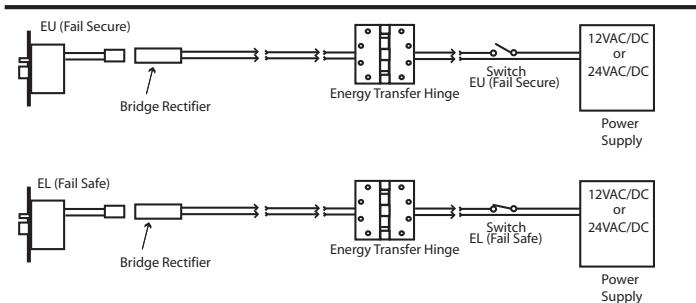 EU (Fail Secure)
12VAC/DC
or
24VAC/DC
Switch
EU (Fail Secure)
Energy Transfer Hinge
Bridge Rectifier
Power
Supply
EL (Fail Safe)
12VAC/DC
or
24VAC/DC
Switch
EL (Fail Safe)
Energy Transfer Hinge
Bridge Rectifier
Power
Supply